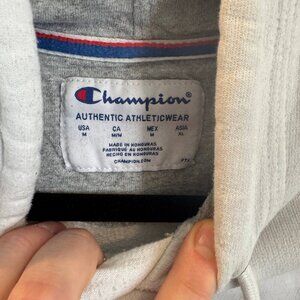 Champion®
AUTHENTIC ATHLETICWEAR
USA CA MEX ASIA
M M/M M XL
MADE IN HONDURAS
FABRIQUÉ AU HONDURAS
HECHO EN HONDURAS
CHAMPION.COM